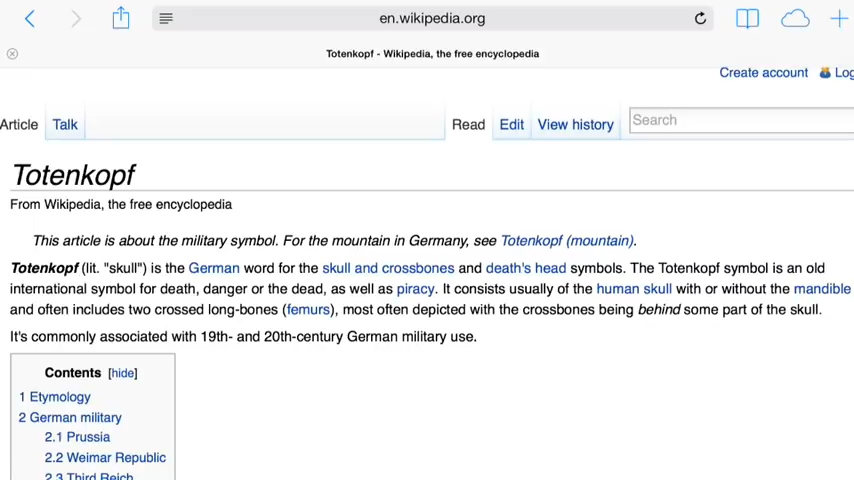 en.wikipedia.org
Totenkopf - Wikipedia, the free encyclopedia
Create account Log
Article Talk Read Edit View history Search
Totenkopf
From Wikipedia, the free encyclopedia
This article is about the military symbol. For the mountain in Germany, see Totenkopf (mountain).
Totenkopf (lit. "skull") is the German word for the skull and crossbones and death's head symbols. The Totenkopf symbol is an old
international symbol for death, danger or the dead, as well as piracy. It consists usually of the human skull with or without the mandible
and often includes two crossed long-bones (femurs), most often depicted with the crossbones being behind some part of the skull.
It's commonly associated with 19th- and 20th-century German military use.
Contents [hide]
1 Etymology
2 German military
2.1 Prussia
2.2 Weimar Republic
2.3 Third Reich